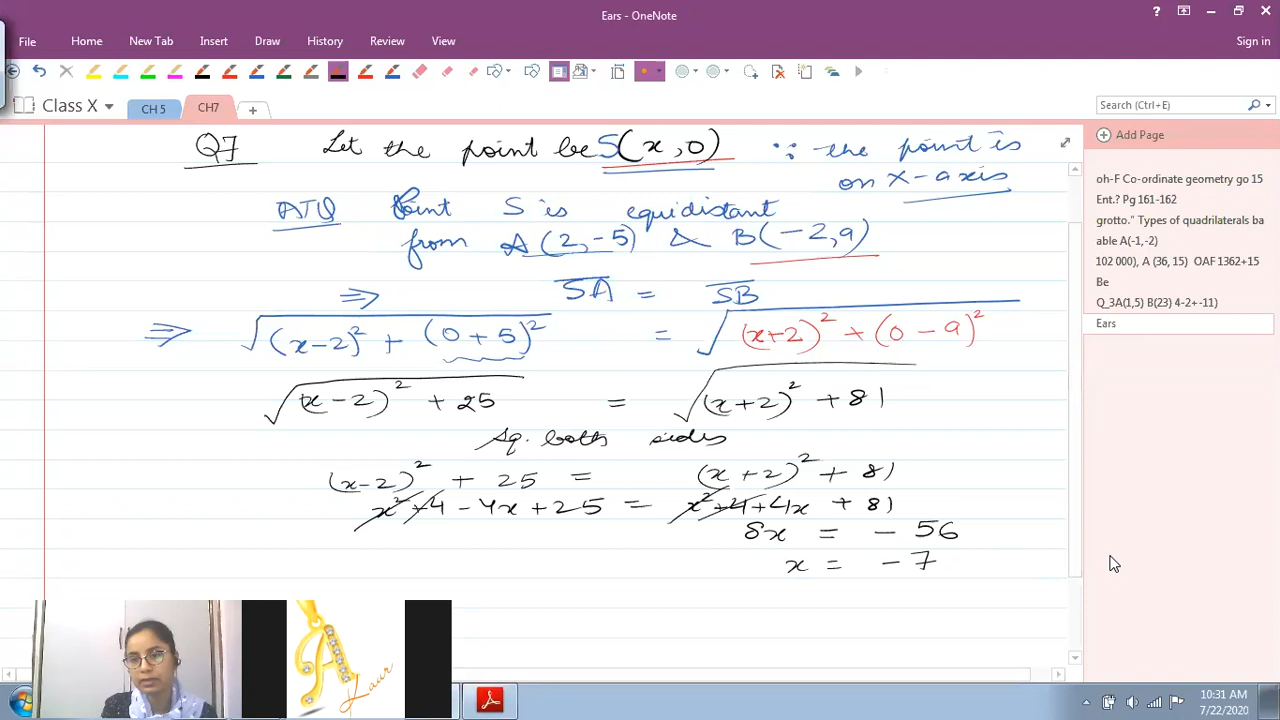 Ears - OneNote
File Home New Tab Insert Draw History Review View Sign in
Class X CH 5 CH7 Search (Ctrl+E)
Add Page
oh-F Co-ordinate geometry go 15
Ent.? Pg 161-162
grotto." Types of quadrilaterals ba
able A(-1,-2)
102 000), A (36, 15) OAF 1362+15
Be
Q_3A(1,5) B(23) 4-2+-11)
Ears
Q7 Let the point be S(x,0) ∵ the point is
on X-axis
ATQ Point S is equidistant
from A(2,-5) & B(-2,9)
⇒ SA = SB
⇒ √(x-2)² + (0+5)² = √(x+2)² + (0-9)²
√(x-2)² + 25 = √(x+2)² + 81
Sq. both sides
(x-2)² + 25 = (x+2)² + 81
x² + 4 - 4x + 25 = x² + 4 + 4x + 81
8x = - 56
x = - 7
A Kaur
10:31 AM
7/22/2020